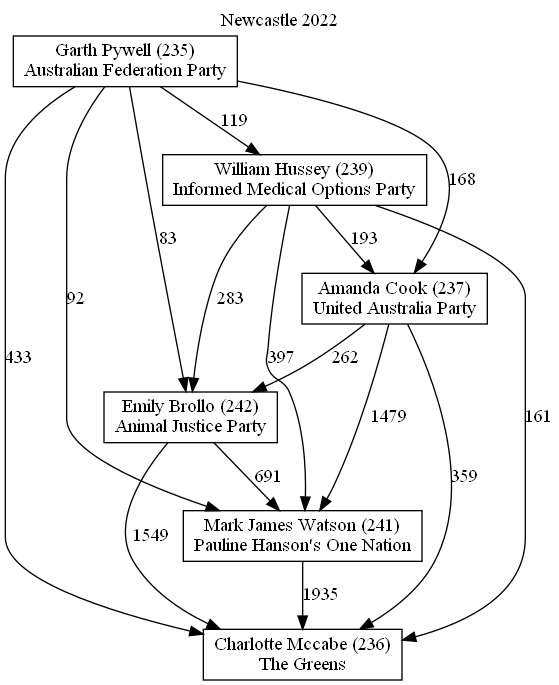 Newcastle 2022
Garth Pywell (235)
Australian Federation Party
119
William Hussey (239)
Informed Medical Options Party
168
83
193
Amanda Cook (237)
United Australia Party
92
283
433
397
262
Emily Brollo (242)
Animal Justice Party
1479
161
691
359
Mark James Watson (241)
Pauline Hanson's One Nation
1549
1935
Charlotte Mccabe (236)
The Greens